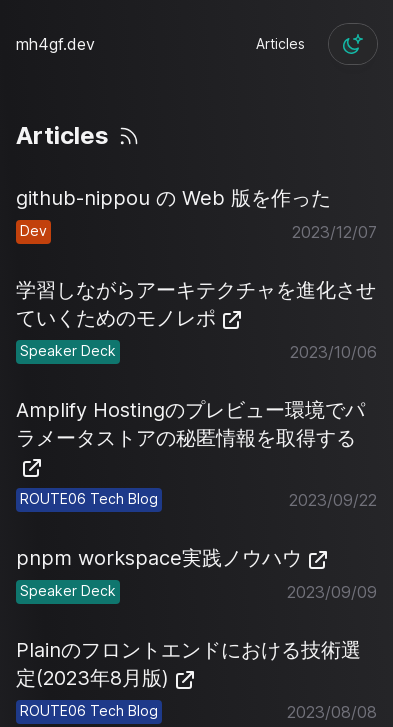 mh4gf.dev
Articles
Articles
github-nippou の Web 版を作った
Dev
2023/12/07
学習しながらアーキテクチャを進化させ
ていくためのモノレポ
Speaker Deck
2023/10/06
Amplify Hostingのプレビュー環境でパ
ラメータストアの秘匿情報を取得する
ROUTE06 Tech Blog
2023/09/22
pnpm workspace実践ノウハウ
Speaker Deck
2023/09/09
Plainのフロントエンドにおける技術選
定(2023年8月版)
ROUTE06 Tech Blog
2023/08/08